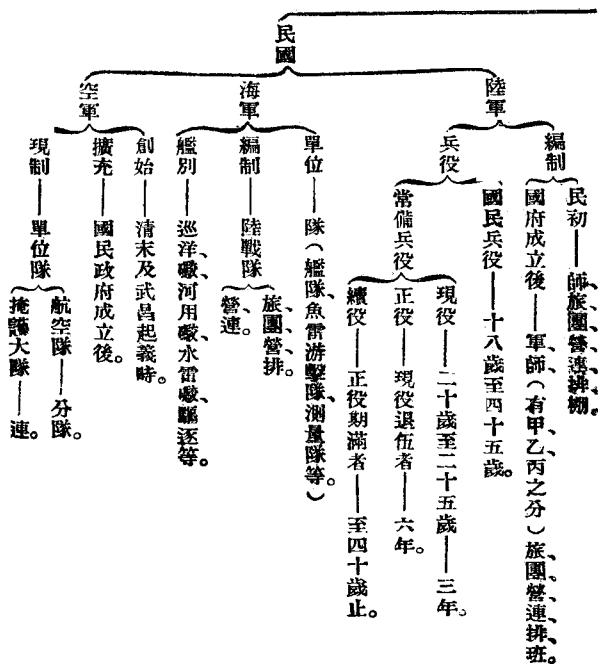 民國
陸軍
編制
民初——師、旅、團、營、連、排、棚。
國府成立後——軍、師（有甲、乙、丙之分）旅、團、營、連、排、班。
兵役
國民兵役——十八歲至四十五歲。
常備兵役
現役——二十歲至二十五歲——三年。
正役——現役退伍者——六年。
續役——正役期滿者——至四十歲止。
海軍
單位——隊（艦隊、魚雷游擊隊、測量隊等。）
編制——陸戰隊
旅、團、營、排。
營、連。
艦別——巡洋、礮、河用礮、水雷礮、驅逐等。
空軍
創始——清末及武昌起義時。
擴充——國民政府成立後。
現制——單位隊
航空隊——分隊。
掩護大隊——連。